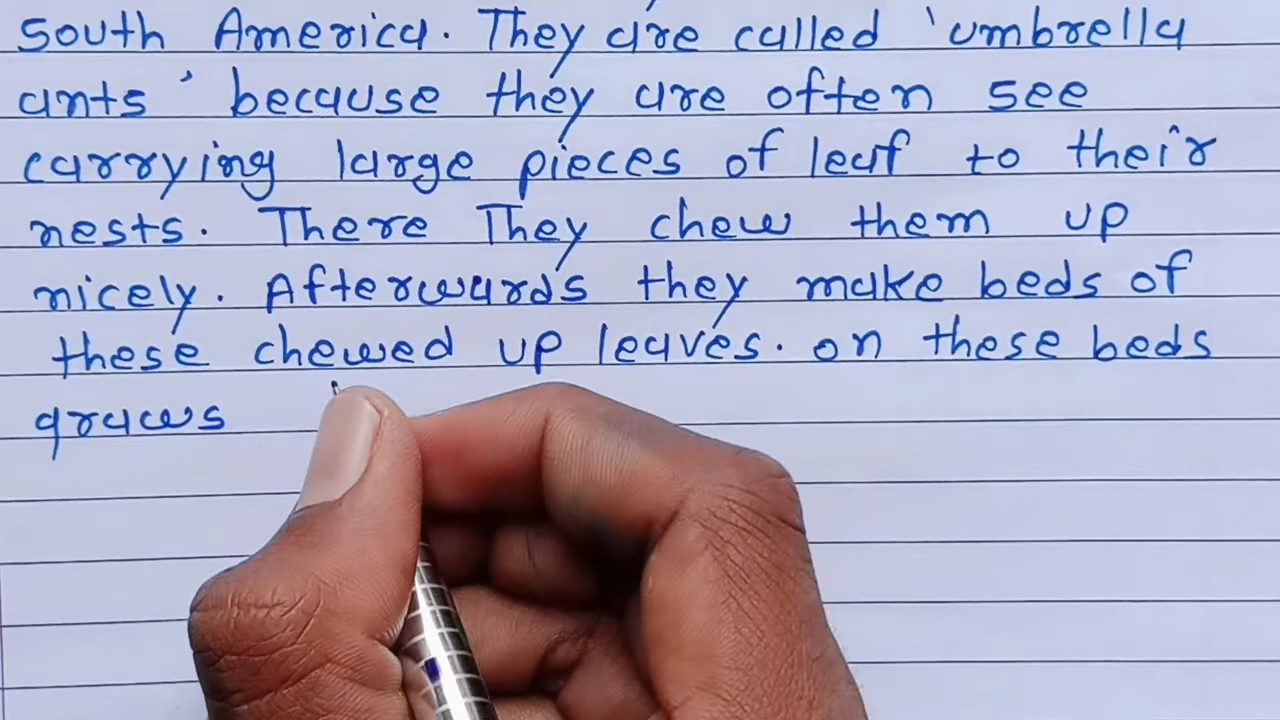 South America. They are called 'umbrella
ants' because they are often see
carrying large pieces of leaf to their
nests. There They chew them up
nicely. Afterwards they make beds of
these chewed up leaves. on these beds
graws